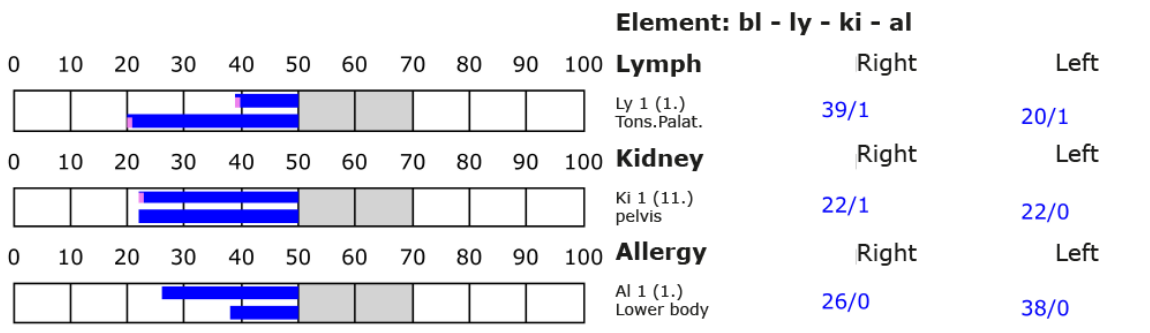 Element: bl - ly - ki - al
0 10 20 30 40 50 60 70 80 90 100 Lymph Right Left
Ly 1 (1.) 39/1 20/1
Tons.Palat.
0 10 20 30 40 50 60 70 80 90 100 Kidney Right Left
Ki 1 (11.) 22/1 22/0
pelvis
0 10 20 30 40 50 60 70 80 90 100 Allergy Right Left
Al 1 (1.) 26/0 38/0
Lower body